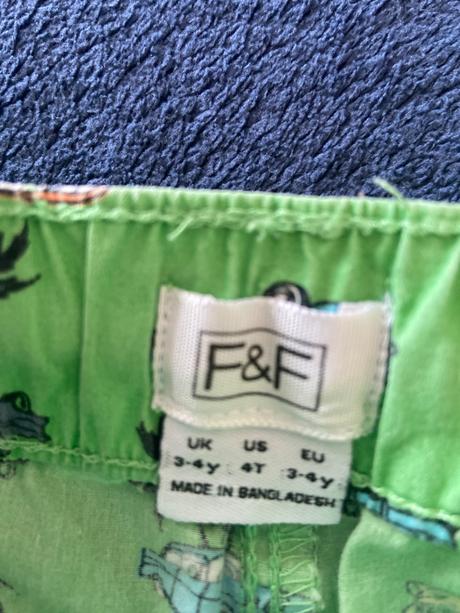 F&F
UK US EU
3-4y 4T 3-4y
MADE IN BANGLADESH